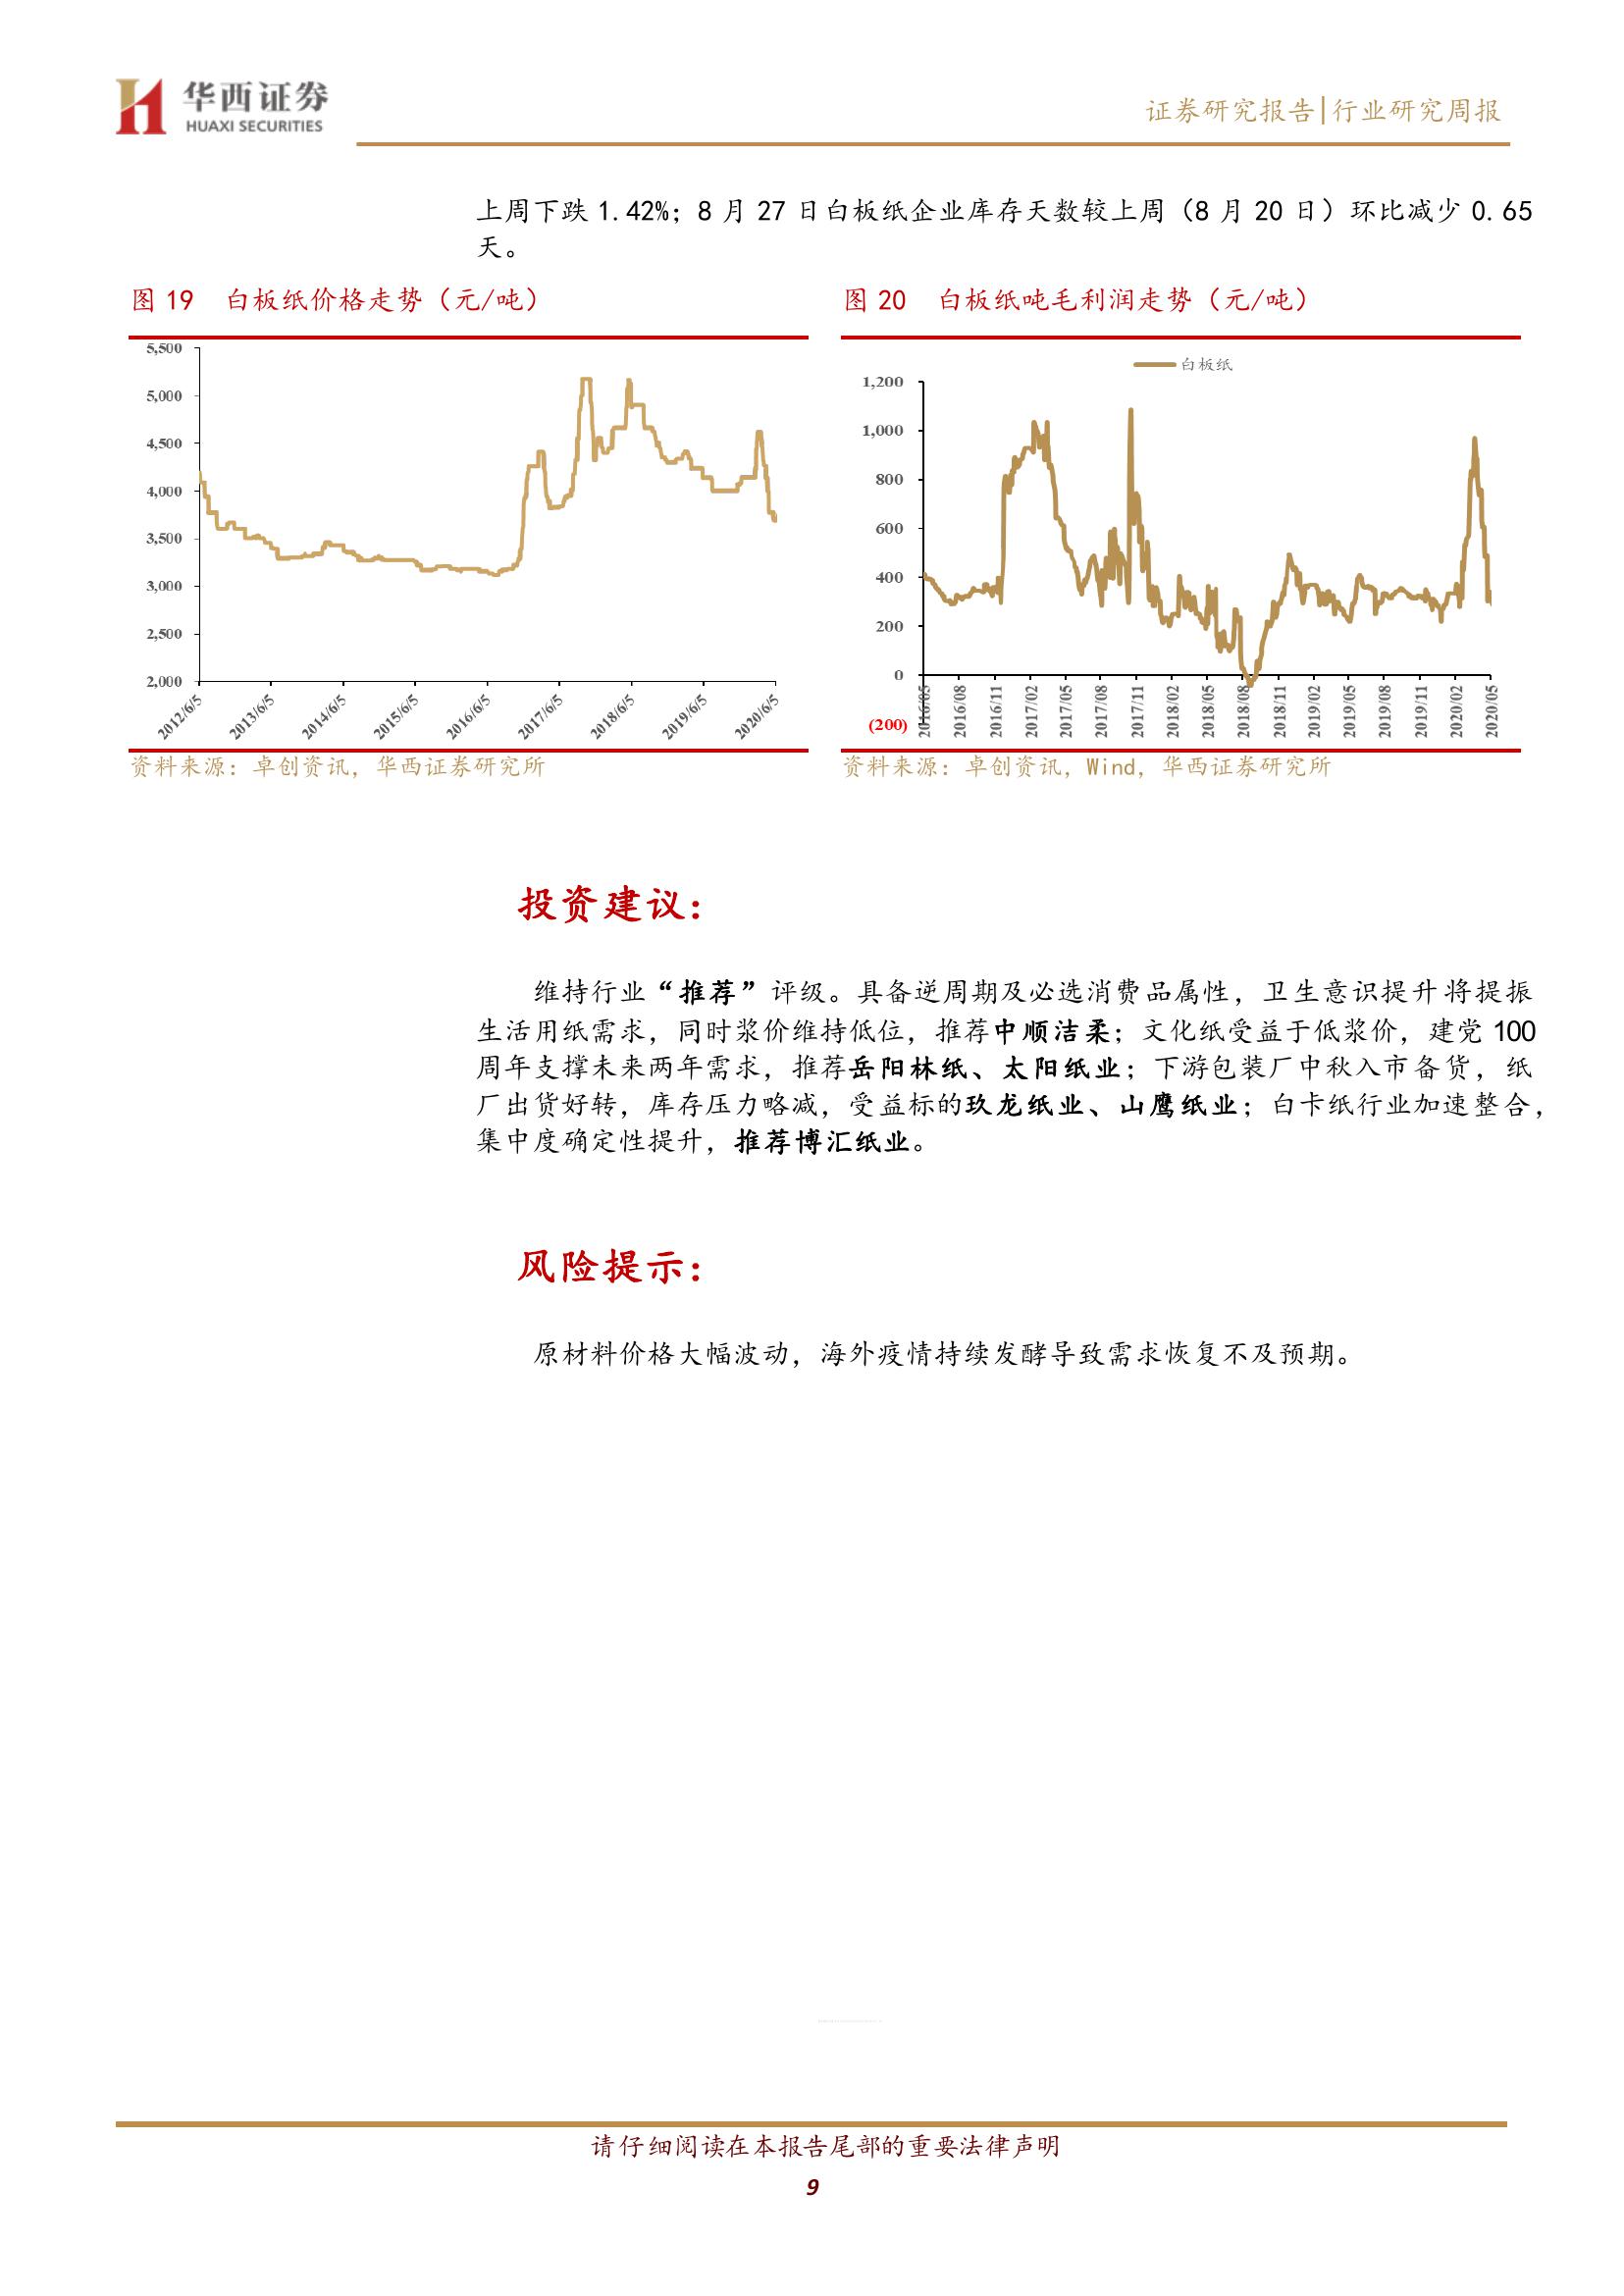 华西证券
HUAXI SECURITIES
证券研究报告|行业研究周报
上周下跌 1.42%；8 月 27 日白板纸企业库存天数较上周（8 月 20 日）环比减少 0.65
天。
图 19 白板纸价格走势（元/吨）
5,500
5,000
4,500
4,000
3,500
3,000
2,500
2,000
2012/6/5
2013/6/5
2014/6/5
2015/6/5
2016/6/5
2017/6/5
2018/6/5
2019/6/5
2020/6/5
资料来源：卓创资讯，华西证券研究所
图 20 白板纸吨毛利润走势（元/吨）
白板纸
1,200
1,000
800
600
400
200
0
(200)
2016/05
2016/08
2016/11
2017/02
2017/05
2017/08
2017/11
2018/02
2018/05
2018/08
2018/11
2019/02
2019/05
2019/08
2019/11
2020/02
2020/05
资料来源：卓创资讯，Wind，华西证券研究所
投资建议：
维持行业“推荐”评级。具备逆周期及必选消费品属性，卫生意识提升将提振
生活用纸需求，同时浆价维持低位，推荐中顺洁柔；文化纸受益于低浆价，建党 100
周年支撑未来两年需求，推荐岳阳林纸、太阳纸业；下游包装厂中秋入市备货，纸
厂出货好转，库存压力略减，受益标的玖龙纸业、山鹰纸业；白卡纸行业加速整合，
集中度确定性提升，推荐博汇纸业。
风险提示：
原材料价格大幅波动，海外疫情持续发酵导致需求恢复不及预期。
请仔细阅读在本报告尾部的重要法律声明
9